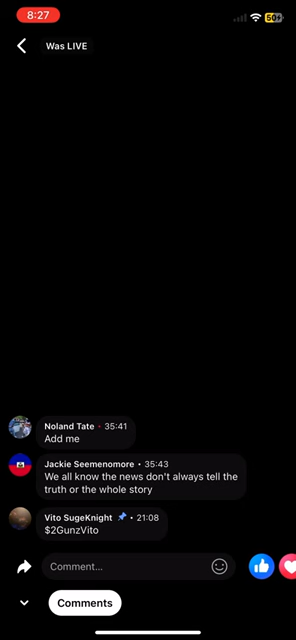 8:27
50
Was LIVE
Noland Tate • 35:41
Add me
Jackie Seemenomore • 35:43
We all know the news don't always tell the
truth or the whole story
Vito SugeKnight 📌 • 21:08
$2GunzVito
Comment...
Comments